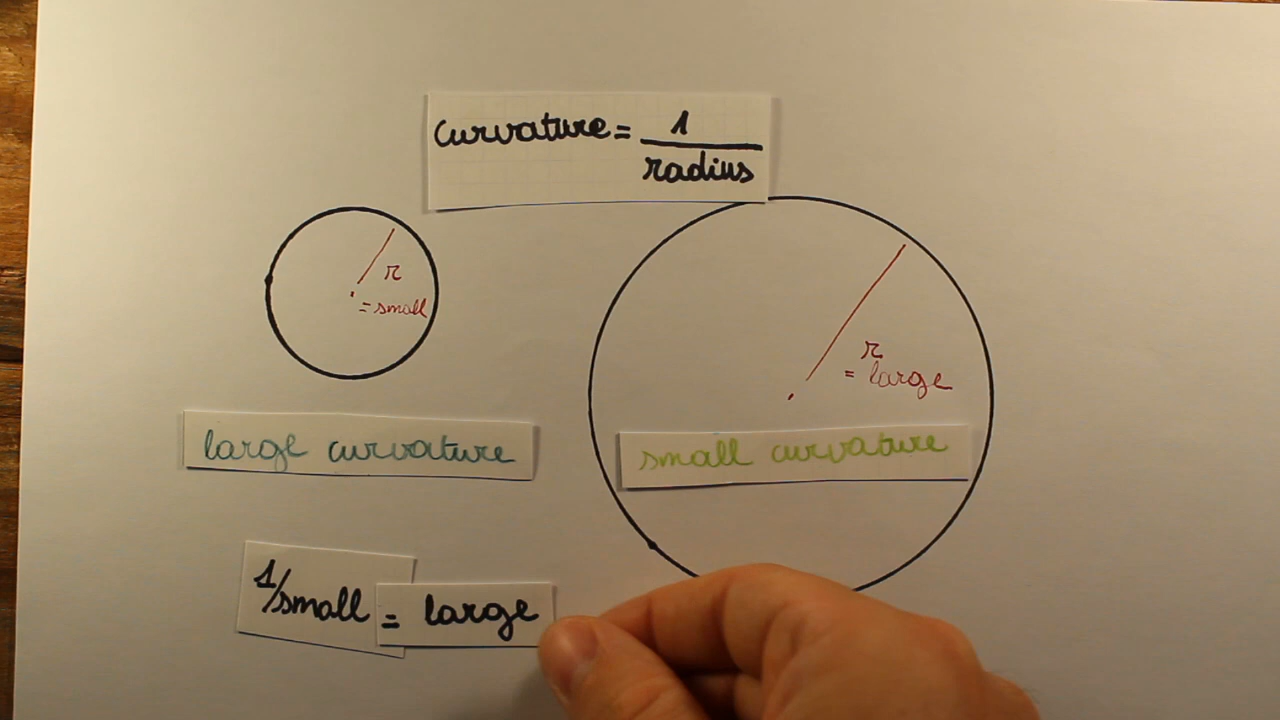 curvature = 1
radius
r
= small
r
= large
large curvature
small curvature
1/small = large